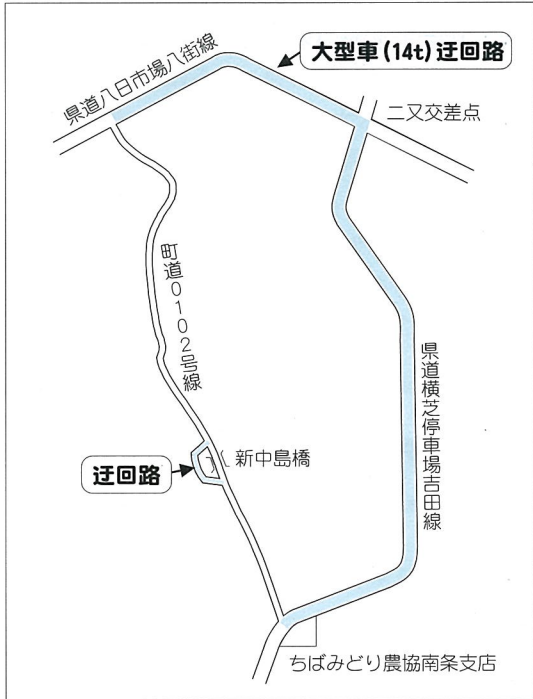 大型車(14t)迂回路
県道八日市場八街線
二又交差点
町道0102号線
県道横芝停車場吉田線
新中島橋
迂回路
ちばみどり農協南条支店